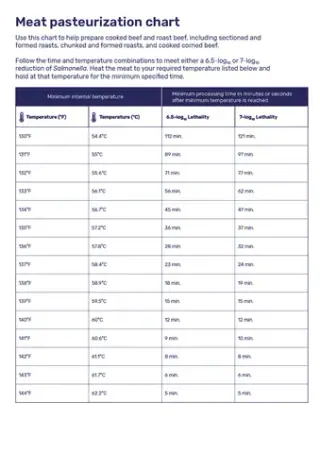 Meat pasteurization chart
Use this chart to help prepare cooked beef and roast beef, including sectioned and
formed roasts, chunked and formed roasts, and cooked corned beef.
Follow the time and temperature combinations to meet either a 6.5-log₁₀ or 7-log₁₀
reduction of Salmonella. Heat the meat to your required temperature listed below and
hold at that temperature for the minimum specified time.
Minimum internal temperature
Minimum processing time in minutes or seconds
after minimum temperature is reached
Temperature (°F) Temperature (°C) 6.5-log₁₀ Lethality 7-log₁₀ Lethality
130°F 54.4°C 112 min. 121 min.
131°F 55°C 89 min. 97 min.
132°F 55.6°C 71 min. 77 min.
133°F 56.1°C 56 min. 62 min.
134°F 56.7°C 45 min. 47 min.
135°F 57.2°C 36 min. 37 min.
136°F 57.8°C 28 min. 32 min.
137°F 58.4°C 23 min. 24 min.
138°F 58.9°C 18 min. 19 min.
139°F 59.5°C 15 min. 15 min.
140°F 60°C 12 min. 12 min.
141°F 60.6°C 9 min. 10 min.
142°F 61.1°C 8 min. 8 min.
143°F 61.7°C 6 min. 6 min.
144°F 62.2°C 5 min. 5 min.